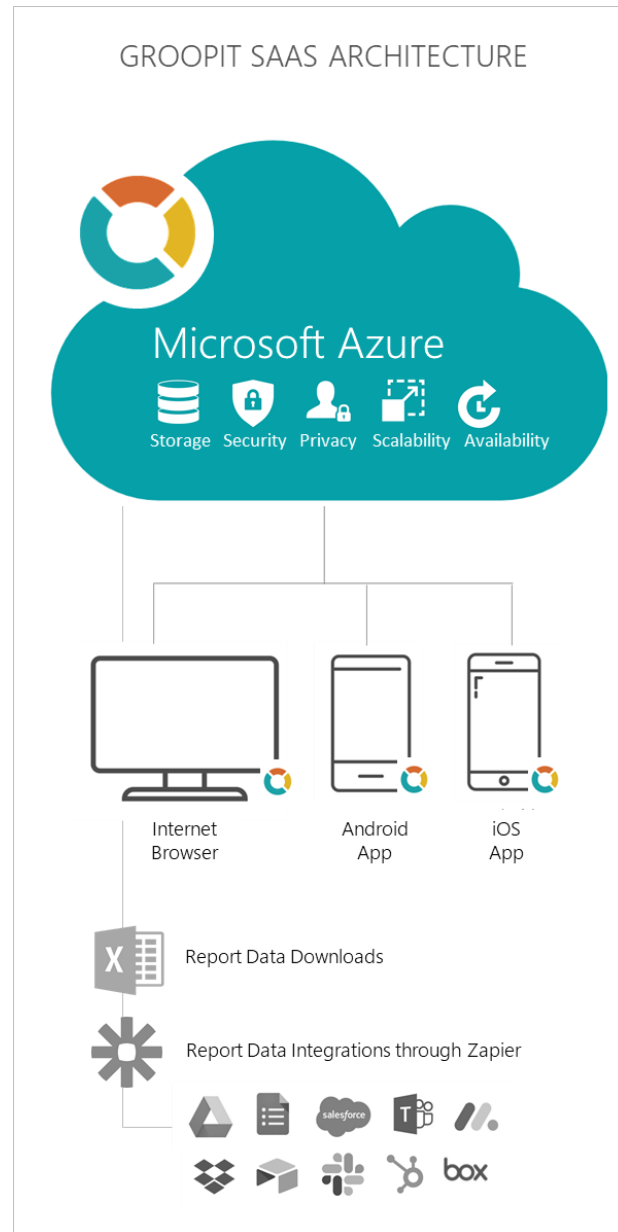 GROOPIT SAAS ARCHITECTURE
Microsoft Azure
Storage Security Privacy Scalability Availability
Internet Browser
Android App
iOS App
X
Report Data Downloads
Report Data Integrations through Zapier
salesforce
T
box